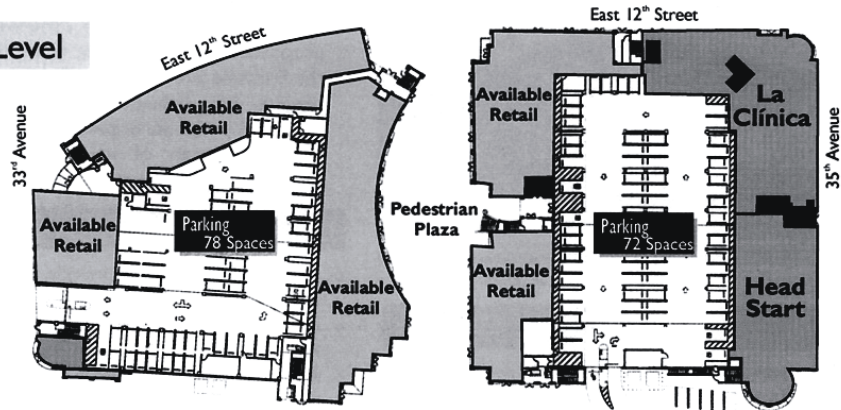 Level
East 12th Street
33rd Avenue
Available
Retail
Available
Retail
Parking
78 Spaces
Available
Retail
Pedestrian
Plaza
East 12th Street
Available
Retail
La
Clínica
35th Avenue
Parking
72 Spaces
Available
Retail
Head
Start